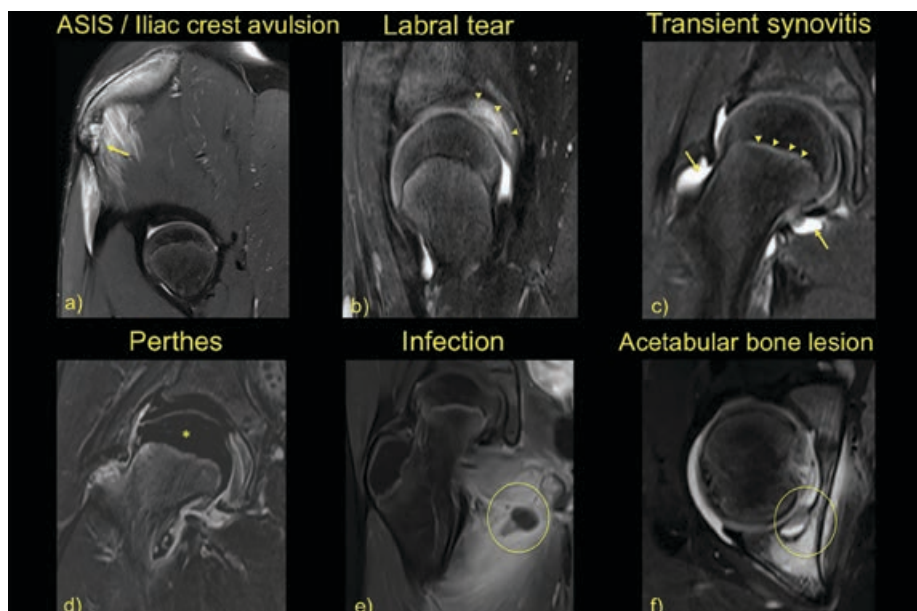 ASIS / Iliac crest avulsion
Labral tear
Transient synovitis
a)
b)
c)
Perthes
Infection
Acetabular bone lesion
*
d)
e)
f)